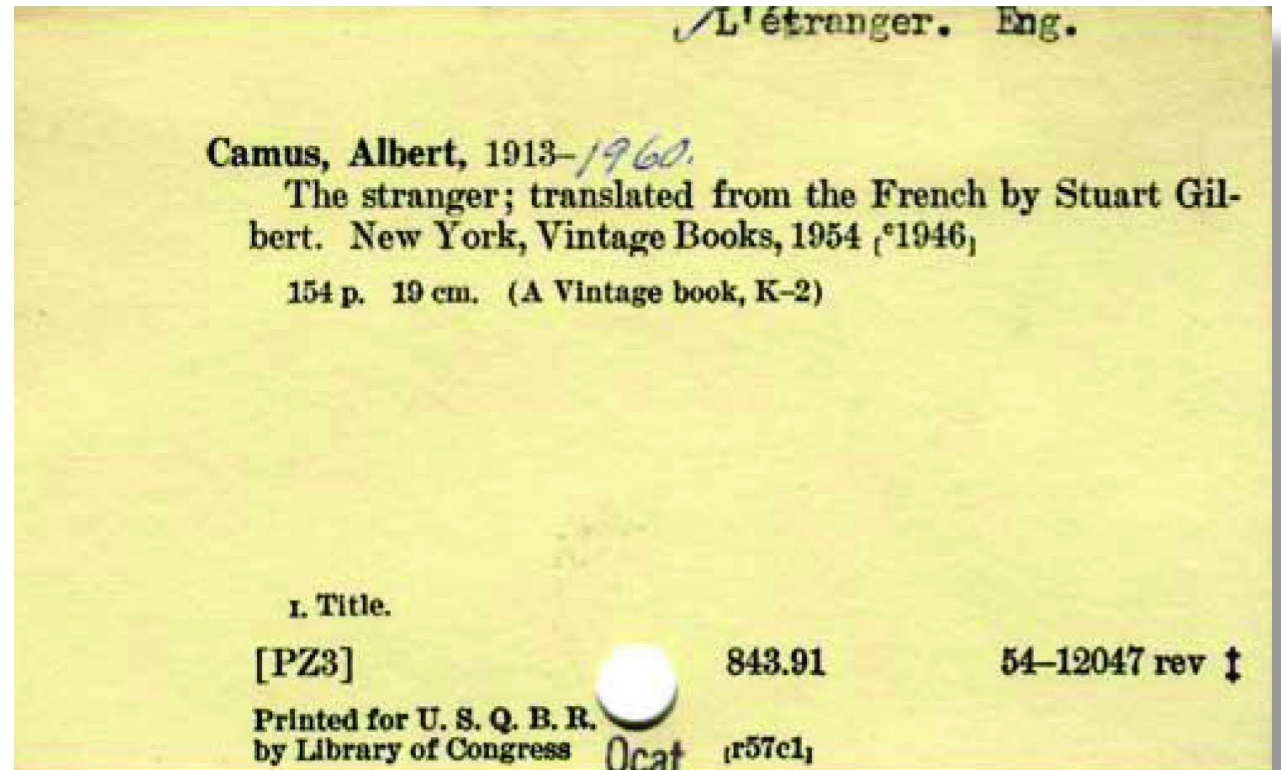 L'étranger. Eng.
Camus, Albert, 1913–1960.
The stranger; translated from the French by Stuart Gil-
bert. New York, Vintage Books, 1954 [ᶜ1946]
154 p. 19 cm. (A Vintage book, K–2)
I. Title.
[PZ3] 843.91 54–12047 rev ‡
Printed for U. S. Q. B. R.
by Library of Congress Ocat [r57c1]